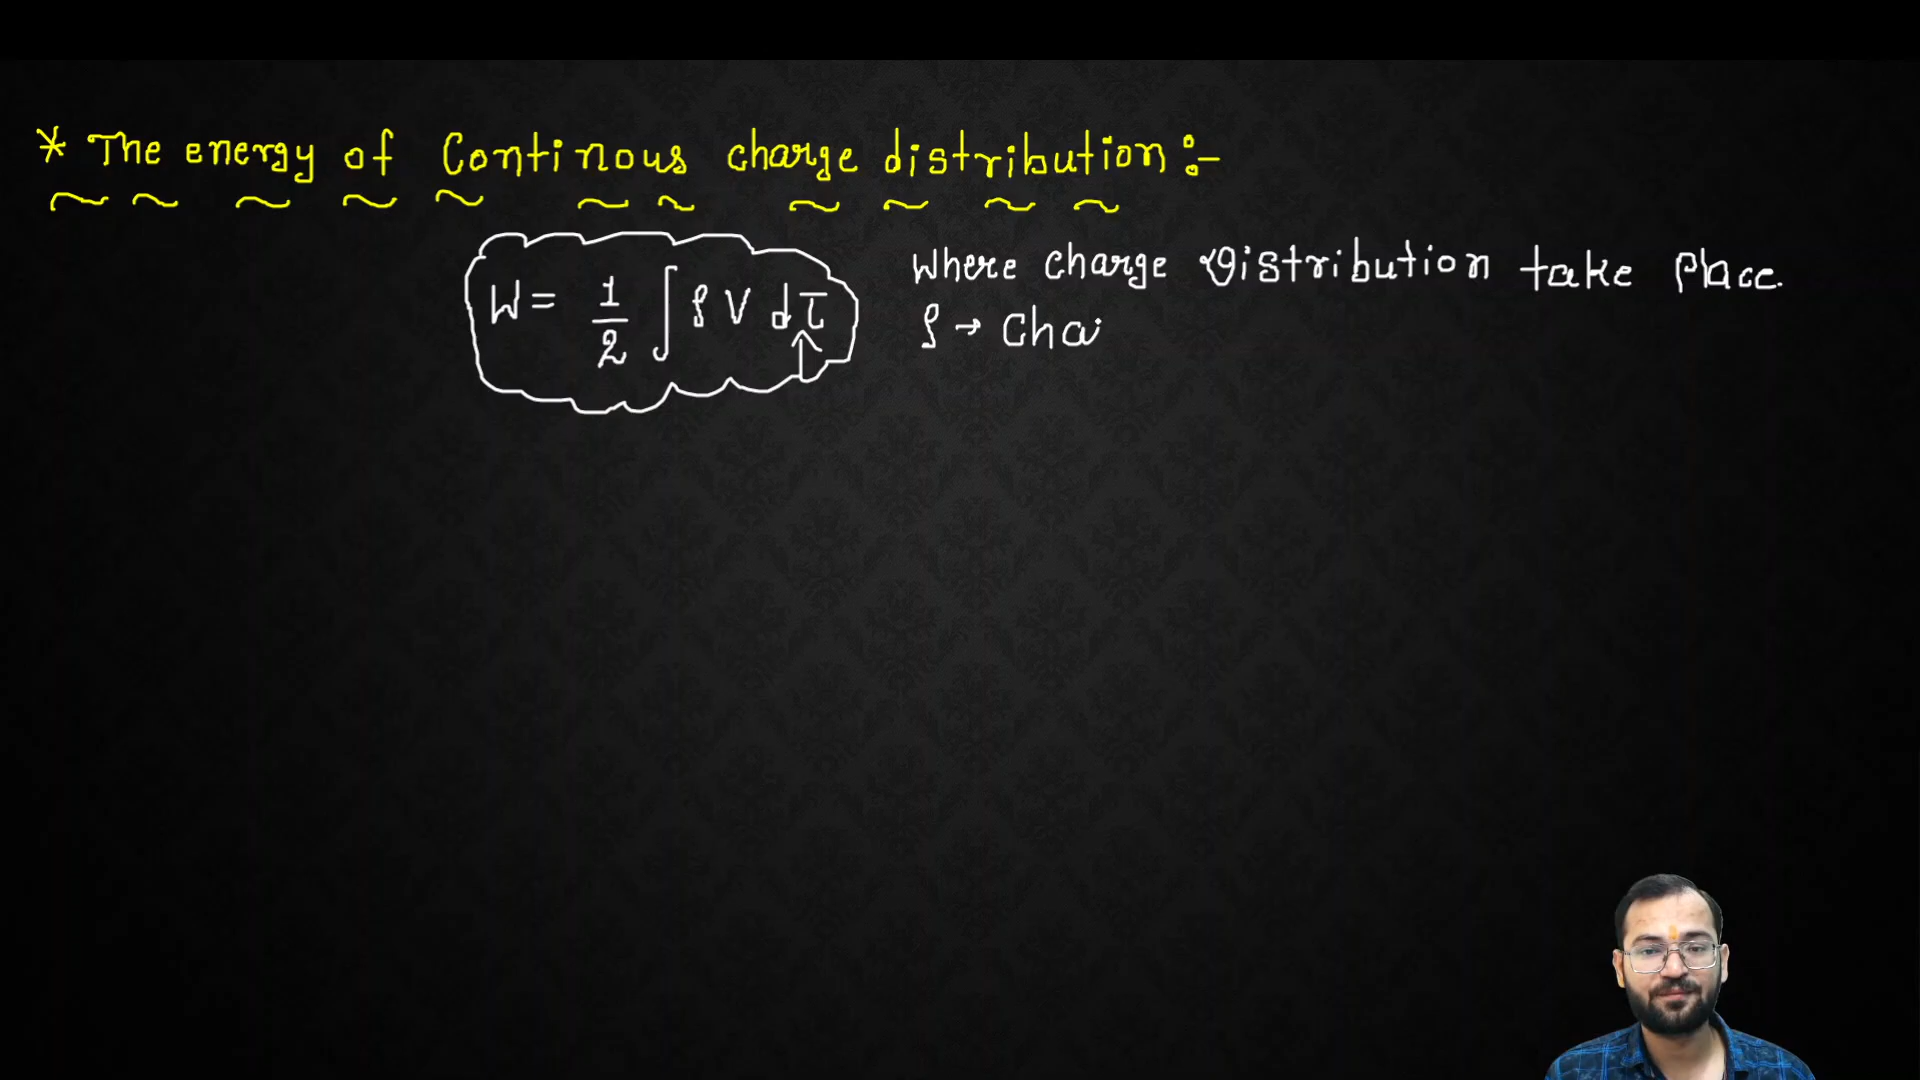 * The energy of Continous charge distribution :-
W = 1/2 ∫ ρ V dτ
Where charge distribution take place.
ρ → Cha